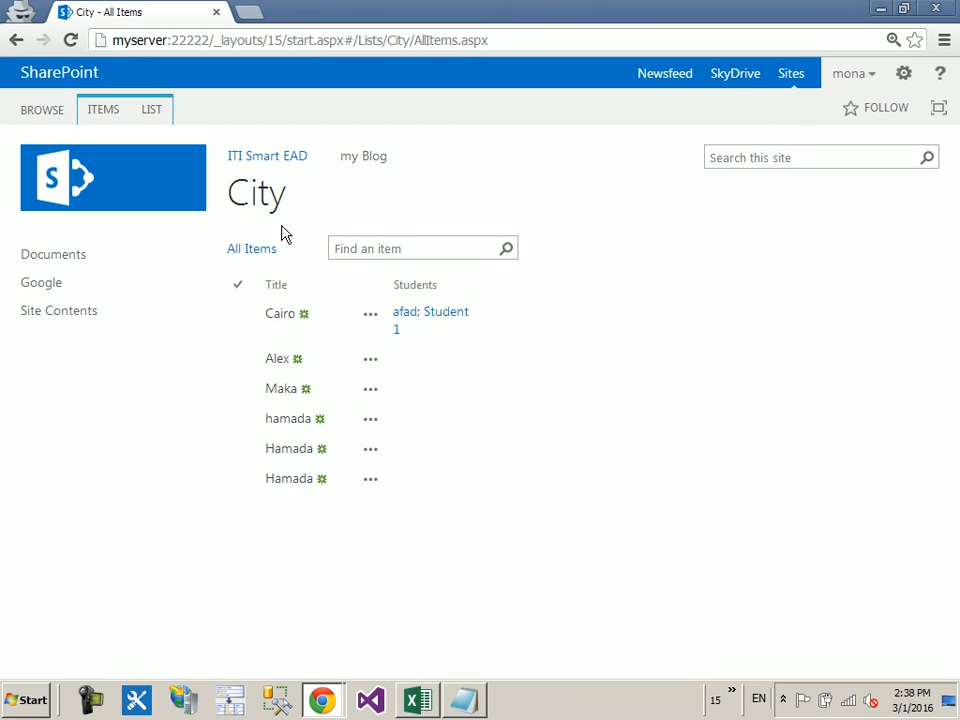 City - All Items
myserver:22222/_layouts/15/start.aspx#/Lists/City/AllItems.aspx
SharePoint
Newsfeed SkyDrive Sites mona ?
BROWSE ITEMS LIST
FOLLOW
S
ITI Smart EAD my Blog
Search this site
City
Documents
Google
Site Contents
All Items
Find an item
Title Students
Cairo ... afad; Student
1
Alex ...
Maka ...
hamada ...
Hamada ...
Hamada ...
Start
15 » EN
2:38 PM
3/1/2016